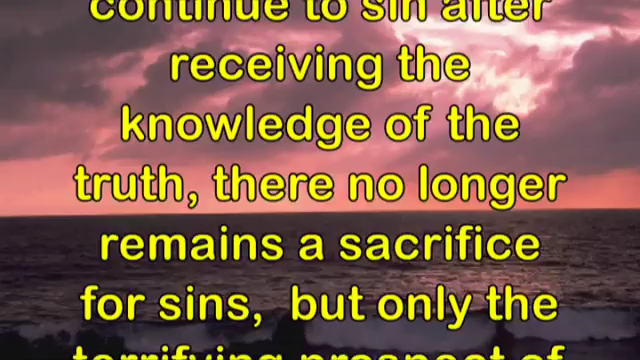 continue to sin after
receiving the
knowledge of the
truth, there no longer
remains a sacrifice
for sins,  but only the
terrifying prospect of